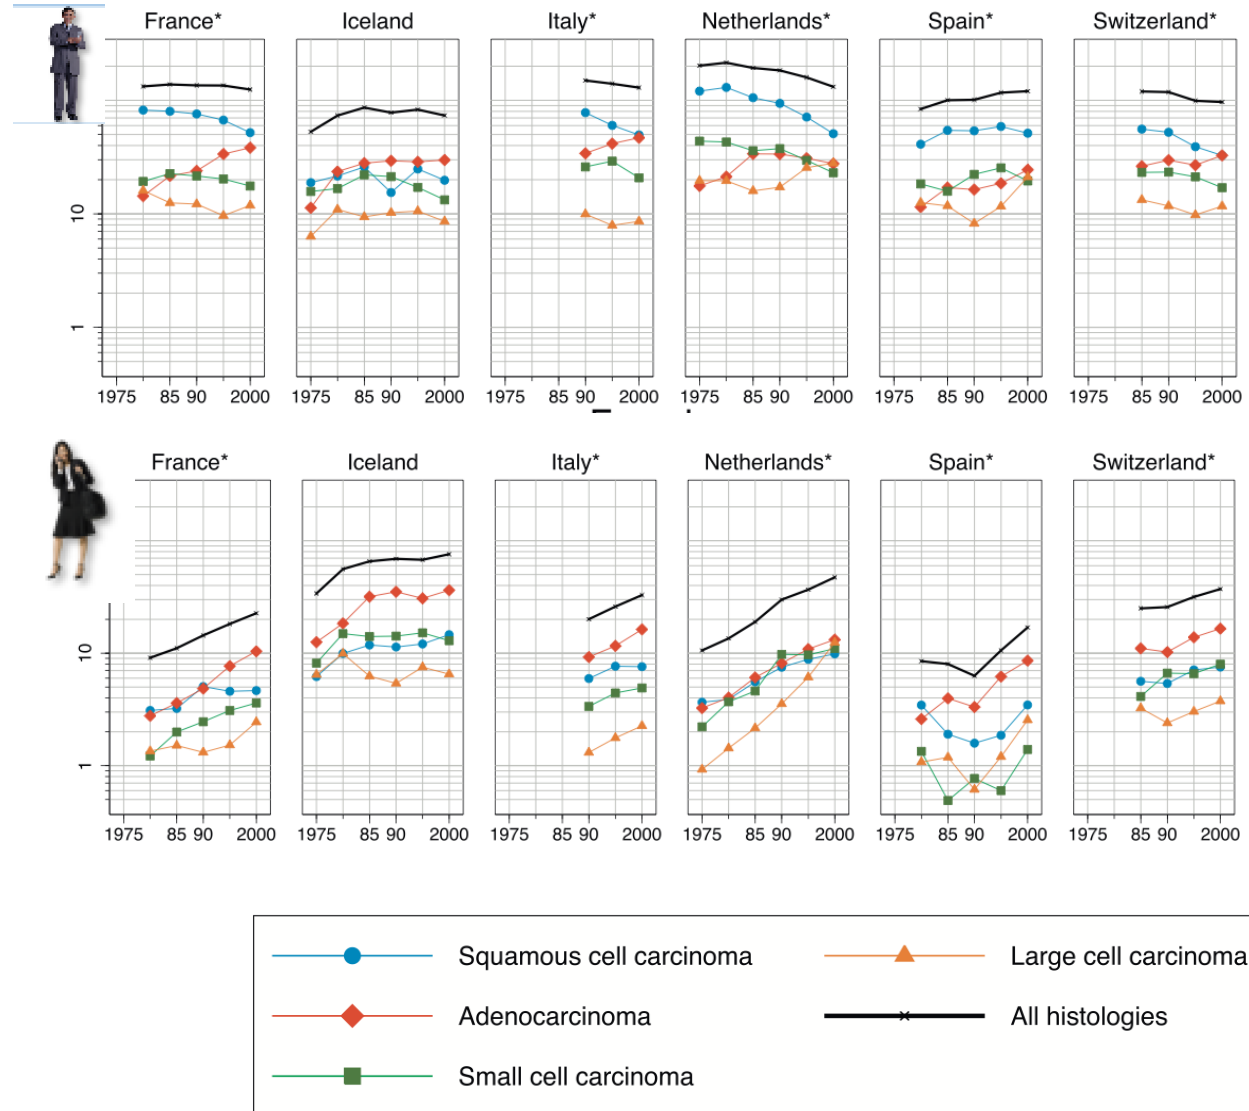 France*
Iceland
Italy*
Netherlands*
Spain*
Switzerland*
10
1
1975 85 90 2000
1975 85 90 2000
1975 85 90 2000
1975 85 90 2000
1975 85 90 2000
1975 85 90 2000
France*
Iceland
Italy*
Netherlands*
Spain*
Switzerland*
10
1
1975 85 90 2000
1975 85 90 2000
1975 85 90 2000
1975 85 90 2000
1975 85 90 2000
1975 85 90 2000
Squamous cell carcinoma
Large cell carcinoma
Adenocarcinoma
All histologies
Small cell carcinoma